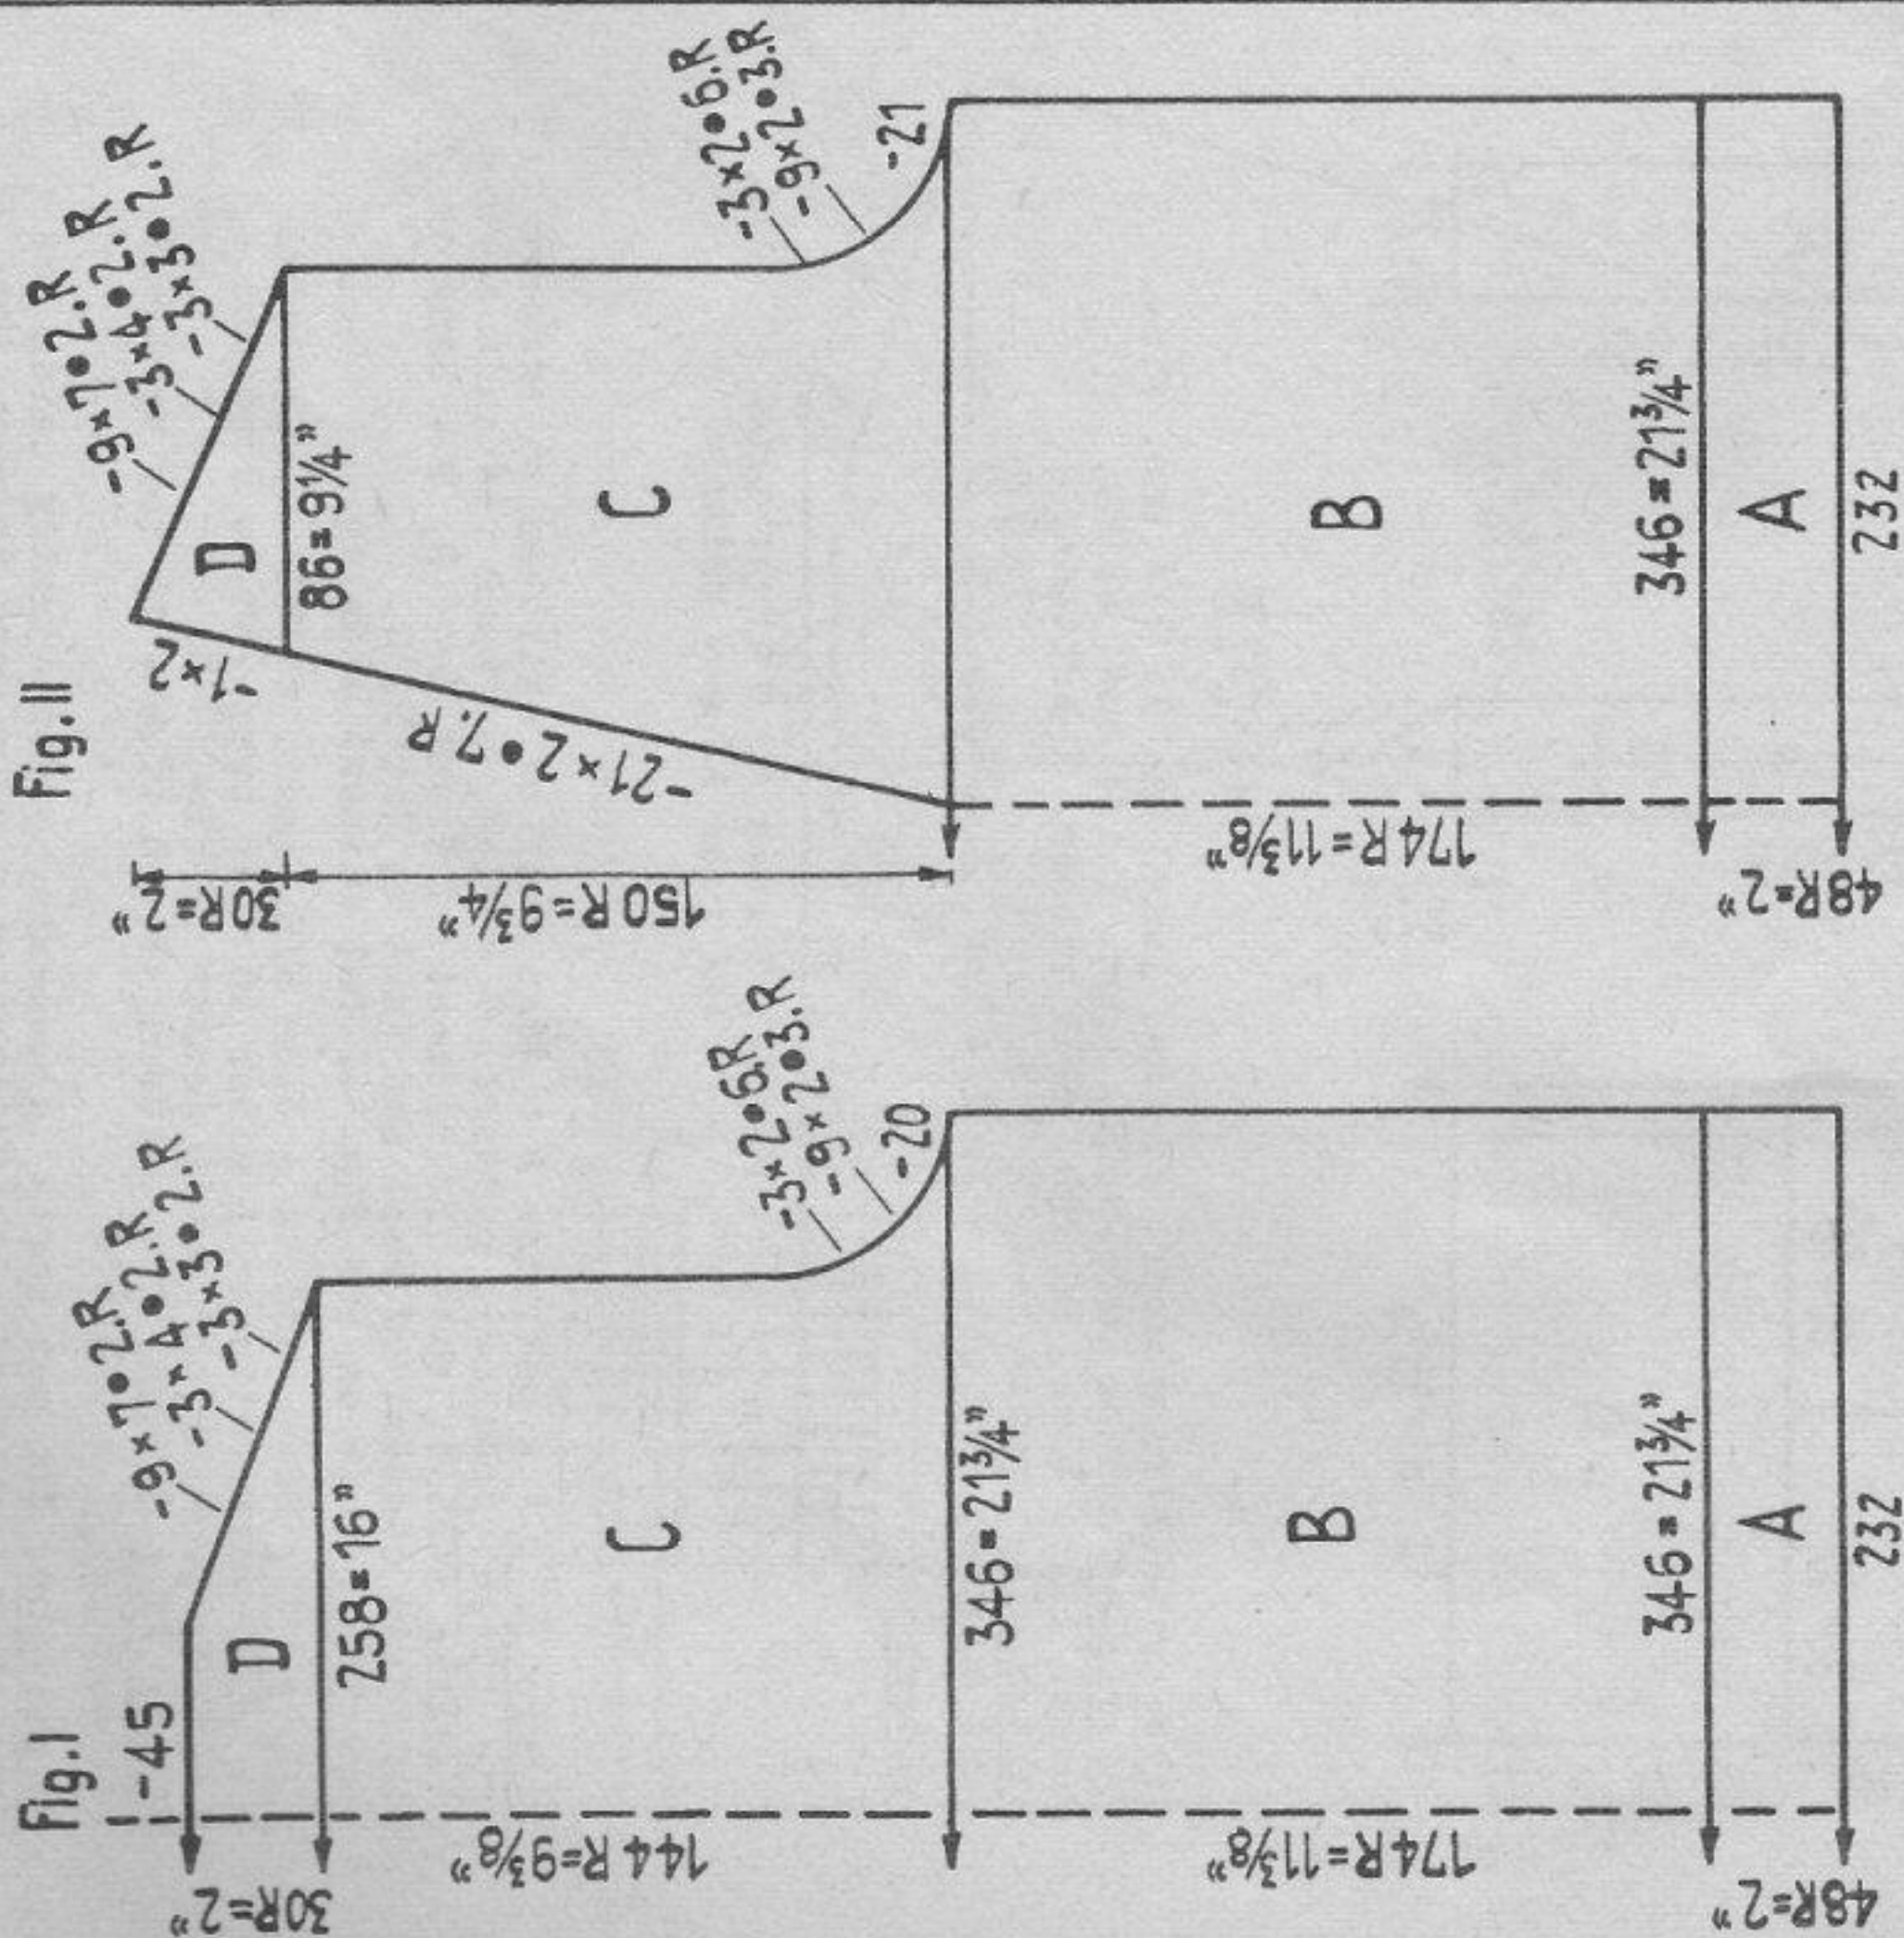 Fig. II
-9×7•2.R
-3×4•2.R
-3×3•2.R
D
-1×2
86=9¼”
30R=2”
-21×2•7.R
C
150R=9¾”
-3×2•6.R
-9×2•3.R
-21
B
174R=11⅜”
346=21¾”
A
48R=2”
232
Fig. I
-45
-9×7•2.R
-3×4•2.R
-3×3•2.R
D
30R=2”
258=16”
C
144R=9⅜”
-3×2•6R
-9×2•3.R
-20
346=21¾”
B
174R=11⅜”
346=21¾”
A
48R=2”
232